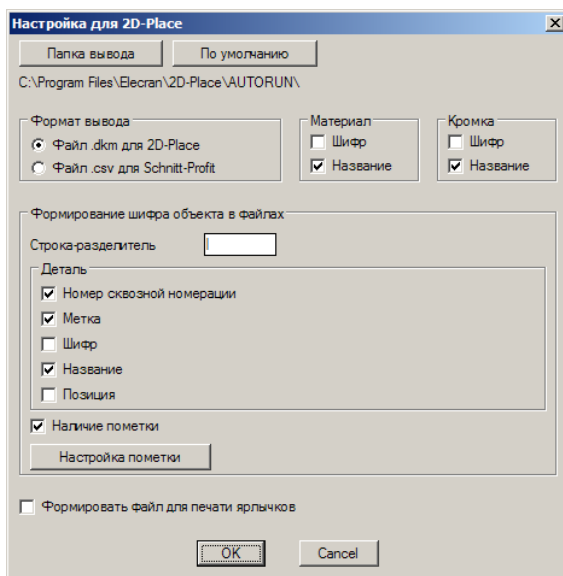 Настройка для 2D-Place
Папка вывода
По умолчанию
C:\Program Files\Elecran\2D-Place\AUTORUN\
Формат вывода
Файл .dkm для 2D-Place
Файл .csv для Schnitt-Profit
Материал
Шифр
Название
Кромка
Шифр
Название
Формирование шифра объекта в файлах
Строка-разделитель
Деталь
Номер сквозной номерации
Метка
Шифр
Название
Позиция
Наличие пометки
Настройка пометки
Формировать файл для печати ярлычков
OK
Cancel